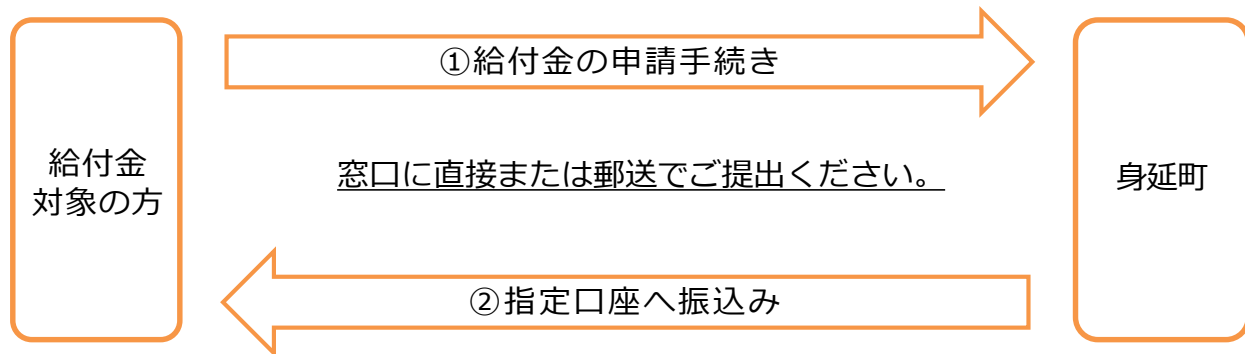 ①給付金の申請手続き
給付金
対象の方
窓口に直接または郵送でご提出ください。
身延町
②指定口座へ振込み